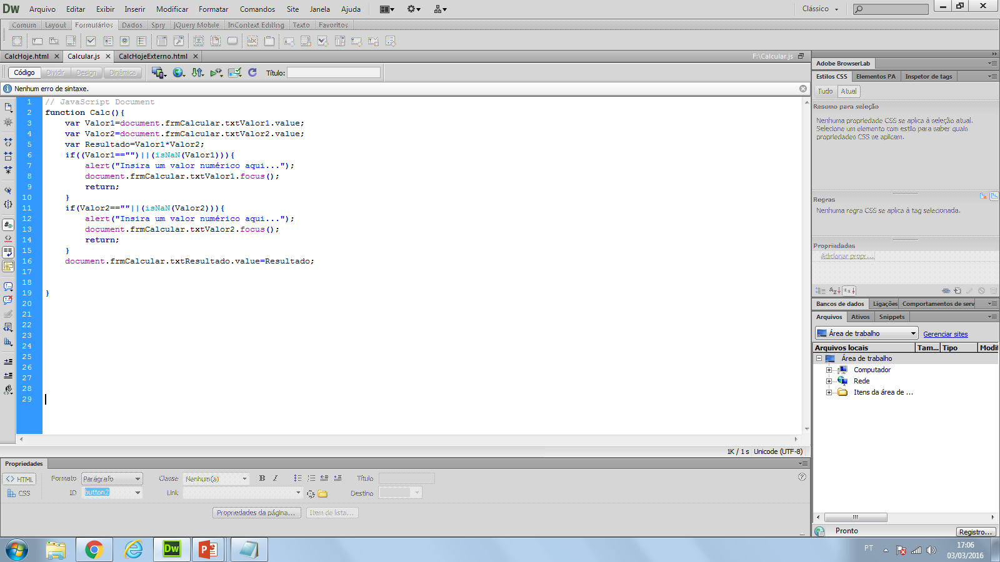 Dw Arquivo Editar Exibir Inserir Modificar Formatar Comandos Site Janela Ajuda Clássico
Comum Layout Formulários Dados Spry jQuery Mobile InContext Editing Texto Favoritos
CalcHoje.html Calcular.js CalcHojeExterno.html F:\Calcular.js
Código Dividir Design Dinâmica Título:
Nenhum erro de sintaxe.
1 // JavaScript Document
2 function Calc(){
3 var Valor1=document.frmCalcular.txtValor1.value;
4 var Valor2=document.frmCalcular.txtValor2.value;
5 var Resultado=Valor1*Valor2;
6 if((Valor1=="")||(isNaN(Valor1))){
7 alert("Insira um valor numérico aqui...");
8 document.frmCalcular.txtValor1.focus();
9 return;
10 }
11 if(Valor2==""||(isNaN(Valor2))){
12 alert("Insira um valor numérico aqui...");
13 document.frmCalcular.txtValor2.focus();
14 return;
15 }
16 document.frmCalcular.txtResultado.value=Resultado;
17
18
19 }
20
21
22
23
24
25
26
27
28
29
1K / 1 s Unicode (UTF-8)
Propriedades
<> HTML Formato Parágrafo Classe Nenhum(a) B I Título
CSS ID button2 Link Destino
Propriedades da página... Item de lista...
Adobe BrowserLab
Estilos CSS Elementos PA Inspetor de tags
Tudo Atual
Resumo para seleção
Nenhuma propriedade CSS se aplica à seleção atual.
Selecione um elemento com estilo para saber quais
propriedades CSS se aplicam.
Regras
Nenhuma regra CSS se aplica à tag selecionada.
Propriedades
Adicionar propr...
Bancos de dados Ligações Comportamentos de serv
Arquivos Ativos Snippets
Área de trabalho Gerenciar sites
Arquivos locais Tam... Tipo Modif
Área de trabalho
Computador
Rede
Itens da área de ...
Pronto Registro...
Dw PT 17:06
03/03/2016